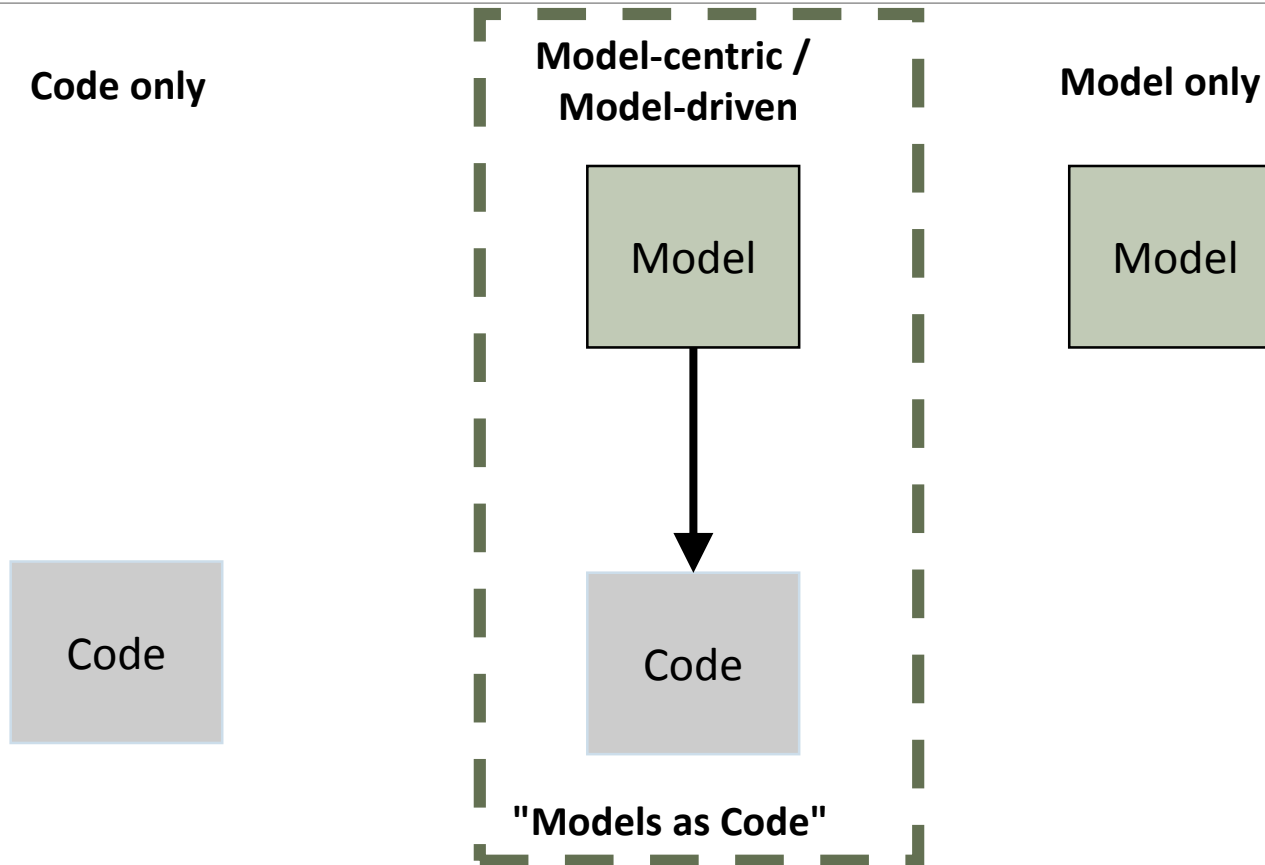 Code only
Model-centric /
Model-driven
Model only
Model
Model
Code
Code
"Models as Code"